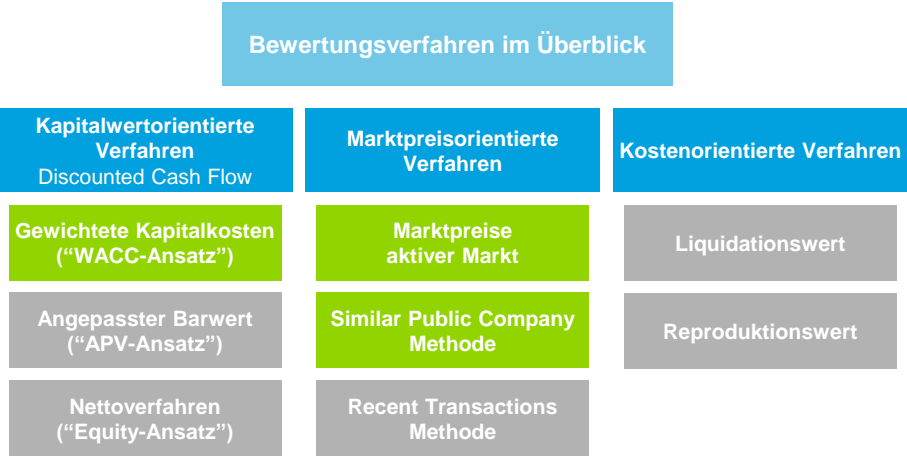 Bewertungsverfahren im Überblick
Kapitalwertorientierte
Verfahren
Discounted Cash Flow
Marktpreisorientierte
Verfahren
Kostenorientierte Verfahren
Gewichtete Kapitalkosten
(“WACC-Ansatz”)
Marktpreise
aktiver Markt
Liquidationswert
Angepasster Barwert
(“APV-Ansatz”)
Similar Public Company
Methode
Reproduktionswert
Nettoverfahren
(“Equity-Ansatz”)
Recent Transactions
Methode